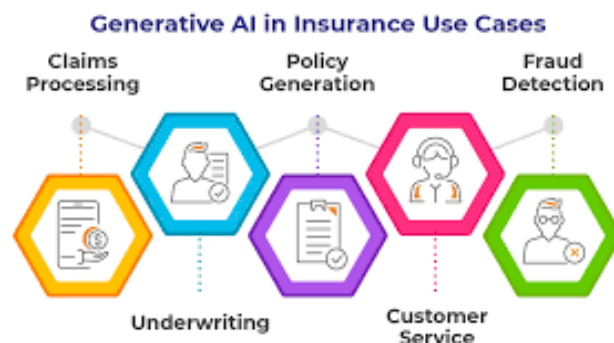 Generative AI in Insurance Use Cases
Claims
Processing
Policy
Generation
Fraud
Detection
$
Underwriting
Customer
Service